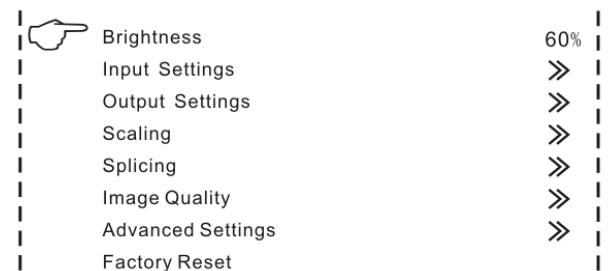 Brightness 60%
Input Settings
Output Settings
Scaling
Splicing
Image Quality
Advanced Settings
Factory Reset